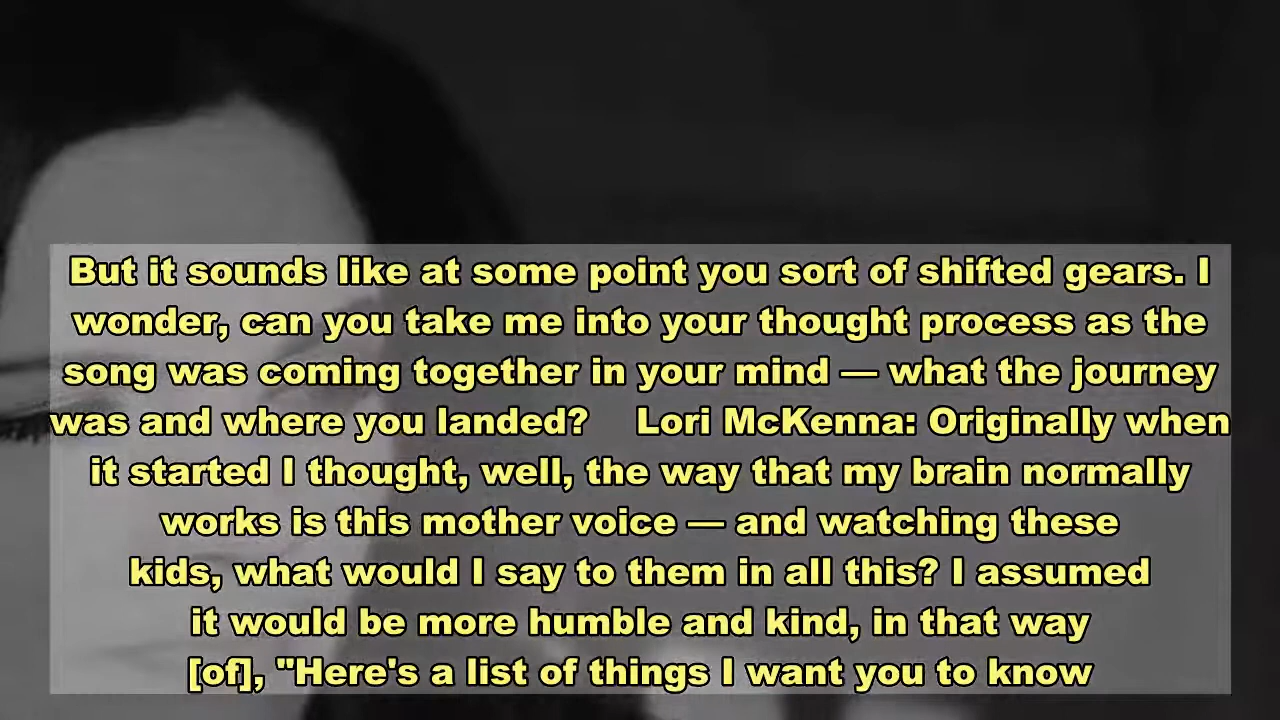 But it sounds like at some point you sort of shifted gears. I
wonder, can you take me into your thought process as the
song was coming together in your mind — what the journey
was and where you landed?    Lori McKenna: Originally when
it started I thought, well, the way that my brain normally
works is this mother voice — and watching these
kids, what would I say to them in all this? I assumed
it would be more humble and kind, in that way
[of], "Here's a list of things I want you to know